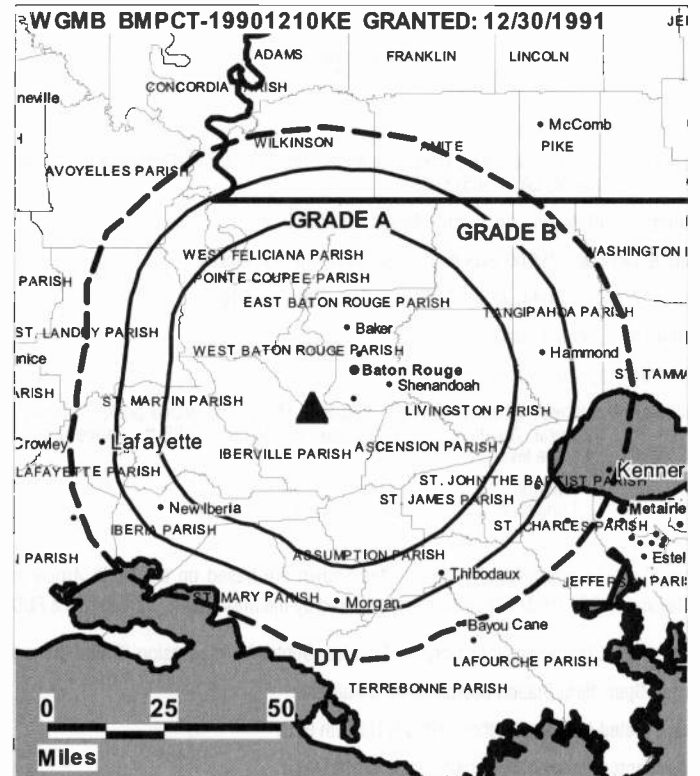 WGMB BMPCT-19901210KE GRANTED: 12/30/1991
ADAMS
FRANKLIN
LINCOLN
CONCORDIA PARISH
neville
McComb
WILKINSON
AMITE
PIKE
AVOYELLES PARISH
GRADE A
GRADE B
WEST FELICIANA PARISH
WASHINGTON
POINTE COUPEE PARISH
PARISH
EAST BATON ROUGE PARISH
TANGIPAHOA PARISH
ST. LANDRY PARISH
Baker
WEST BATON ROUGE PARISH
Hammond
nice
Baton Rouge
ST. TAMMA
ARISH
Shenandoah
ST. MARTIN PARISH
LIVINGSTON PARISH
Crowley
Lafayette
IBERVILLE PARISH
ASCENSION PARISH
LAFAYETTE PARISH
Kenner
ST. JOHN THE BAPTIST PARISH
ST. JAMES PARISH
New Iberia
Metairie
IBERIA PARISH
ST. CHARLES PARISH
N PARISH
ASSUMPTION PARISH
Estel
Thibodaux
JEFFERSON PARIS
ST. MARY PARISH
Morgan
Bayou Cane
DTV
LAFOURCHE PARISH
TERREBONNE PARISH
0 25 50
Miles